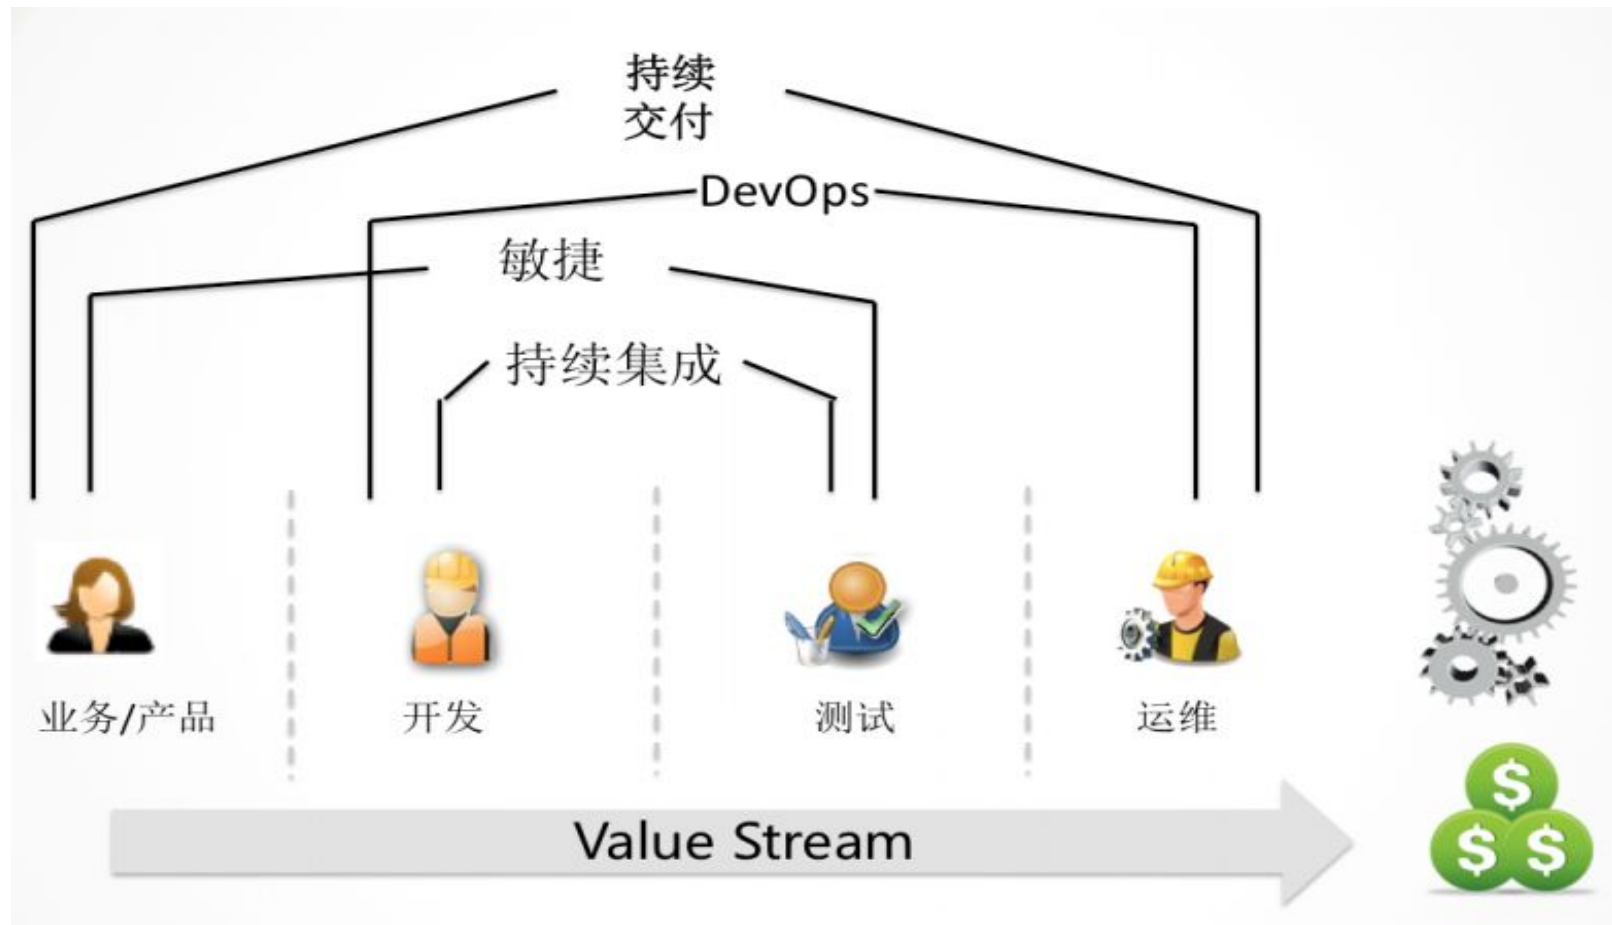 持续
交付
DevOps
敏捷
持续集成
业务/产品
开发
测试
运维
Value Stream
$
$ $